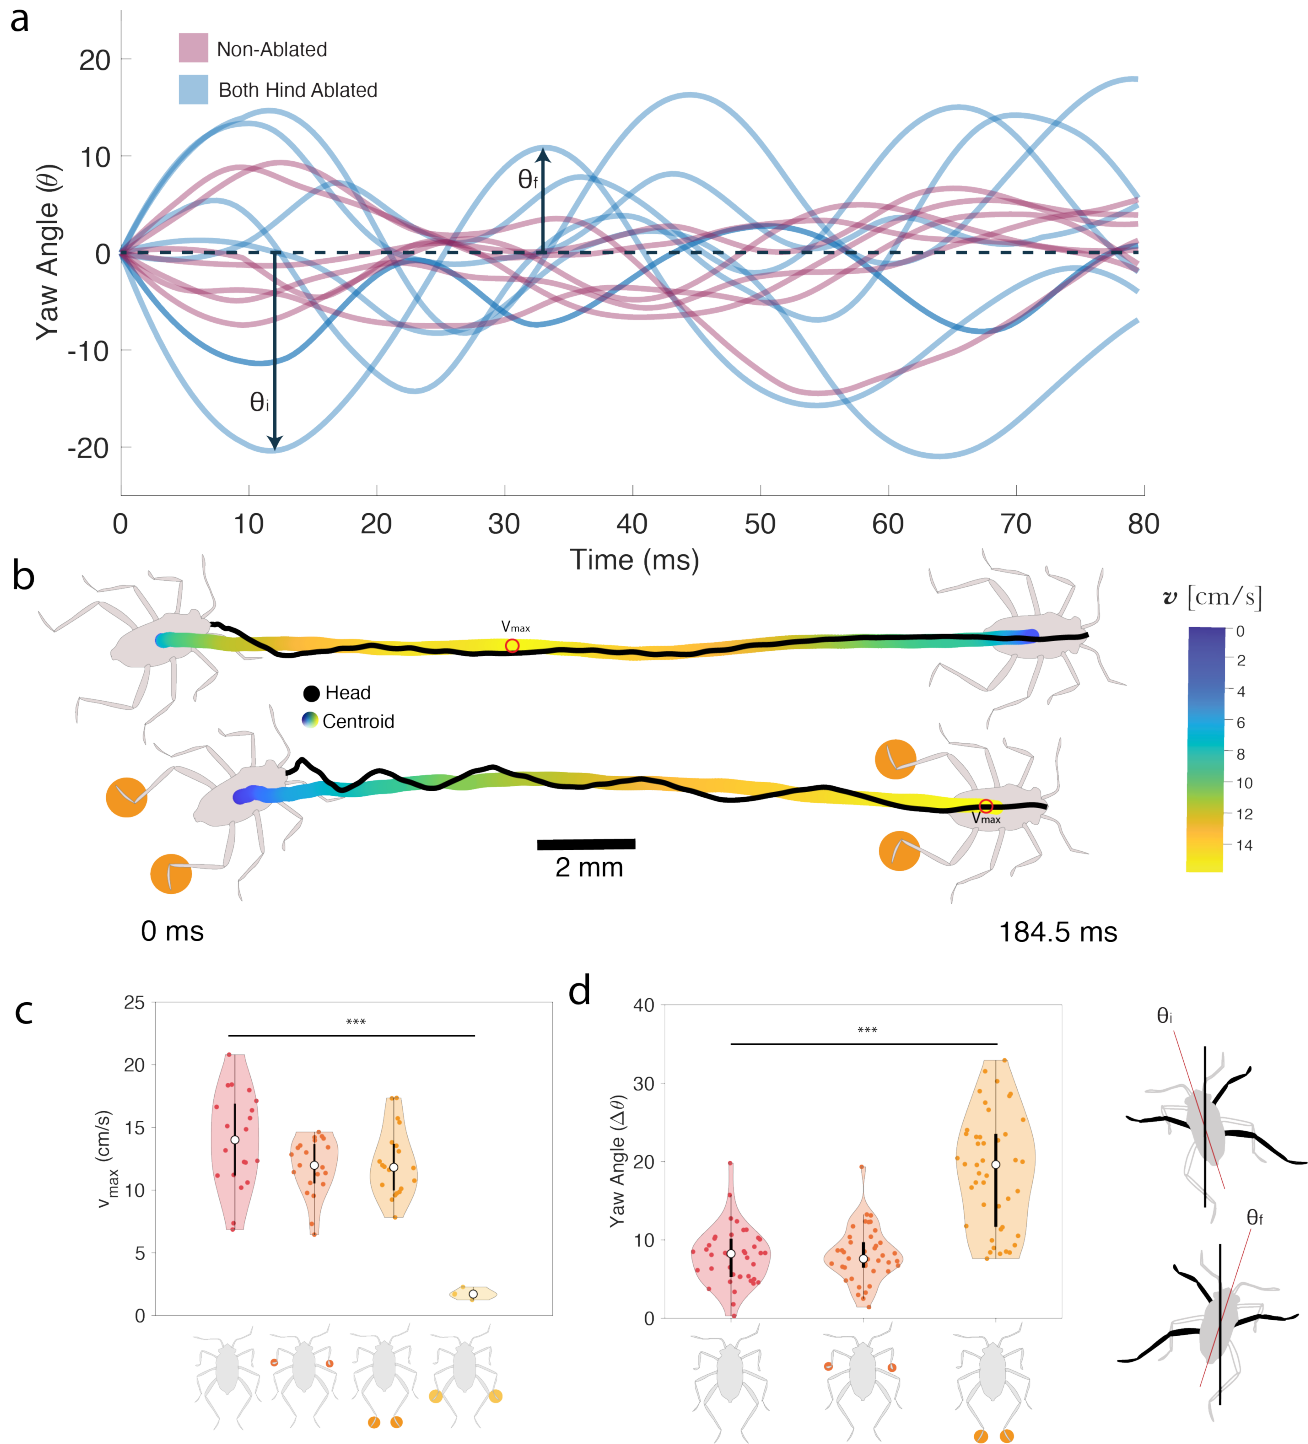 a
Non-Ablated
Both Hind Ablated
20
10
0
-10
-20
Yaw Angle (θ)
θf
θi
0 10 20 30 40 50 60 70 80
Time (ms)
b
vmax
Head
Centroid
vmax
2 mm
0 ms
184.5 ms
v [cm/s]
0
2
4
6
8
10
12
14
c
25
20
15
10
5
0
vmax (cm/s)
***
d
40
30
20
10
0
Yaw Angle (Δθ)
***
θi
θf